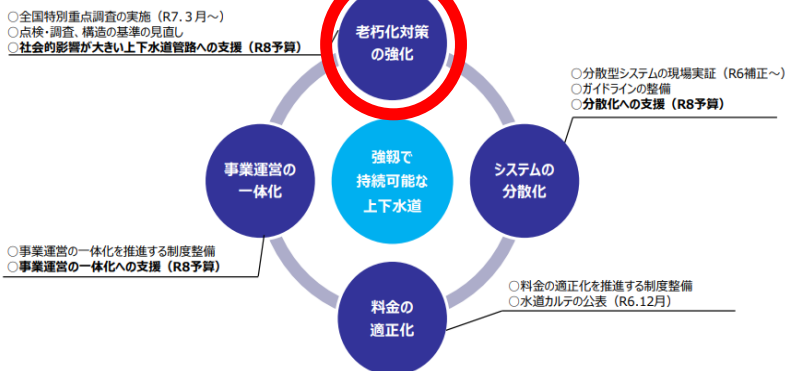 ○全国特別重点調査の実施（R7.3月～）
○点検・調査、構造の基準の見直し
○社会的影響が大きい上下水道管路への支援（R8予算）
老朽化対策
の強化
○分散型システムの現場実証（R6補正～）
○ガイドラインの整備
○分散化への支援（R8予算）
事業運営の
一体化
強靱で
持続可能な
上下水道
システムの
分散化
○事業運営の一体化を推進する制度整備
○事業運営の一体化への支援（R8予算）
料金の
適正化
○料金の適正化を推進する制度整備
○水道カルテの公表（R6.12月）